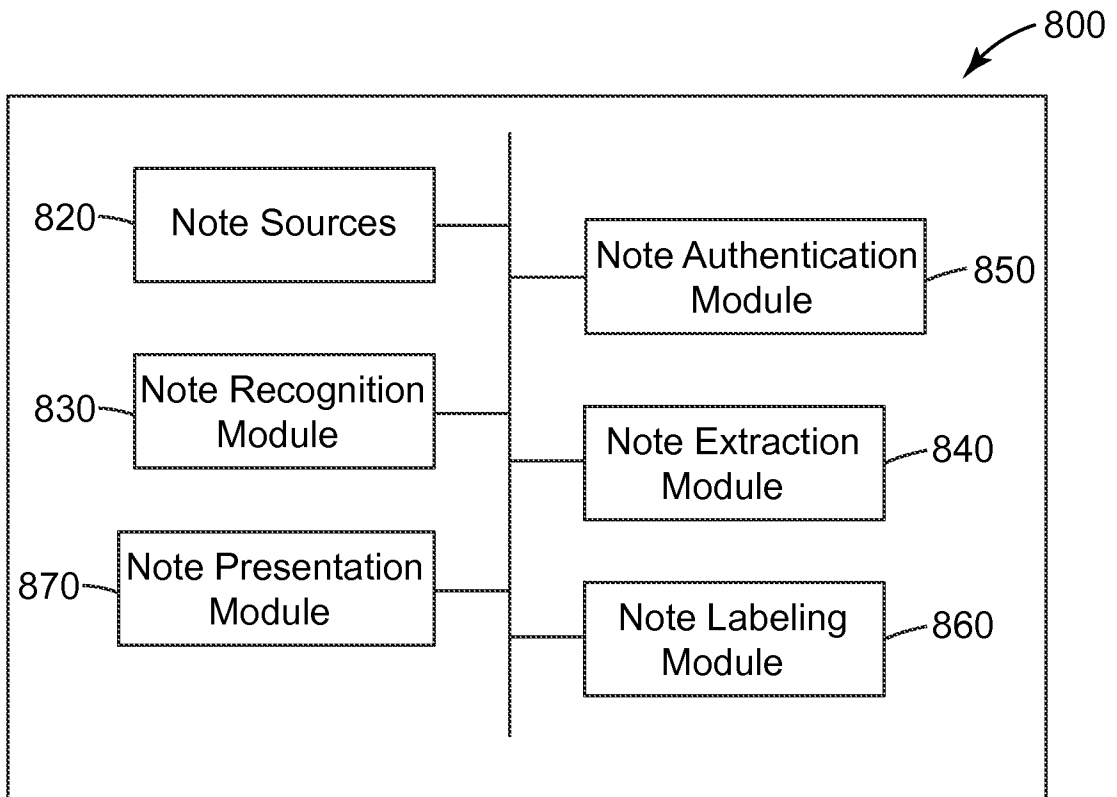 800
820
Note Sources
Note Authentication
Module
850
830
Note Recognition
Module
Note Extraction
Module
840
870
Note Presentation
Module
Note Labeling
Module
860